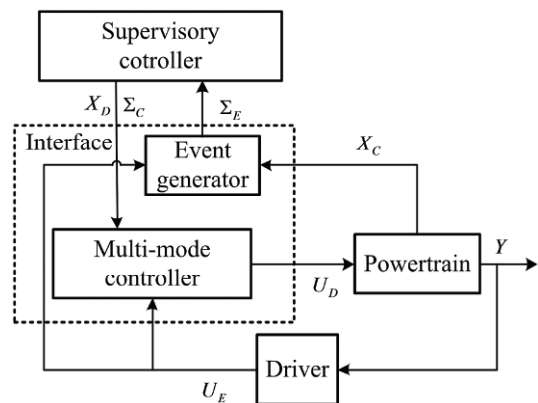 Supervisory
cotroller
X_D Σ_C
Σ_E
Interface
Event
generator
X_C
Multi-mode
controller
U_D
Powertrain
Y
Driver
U_E